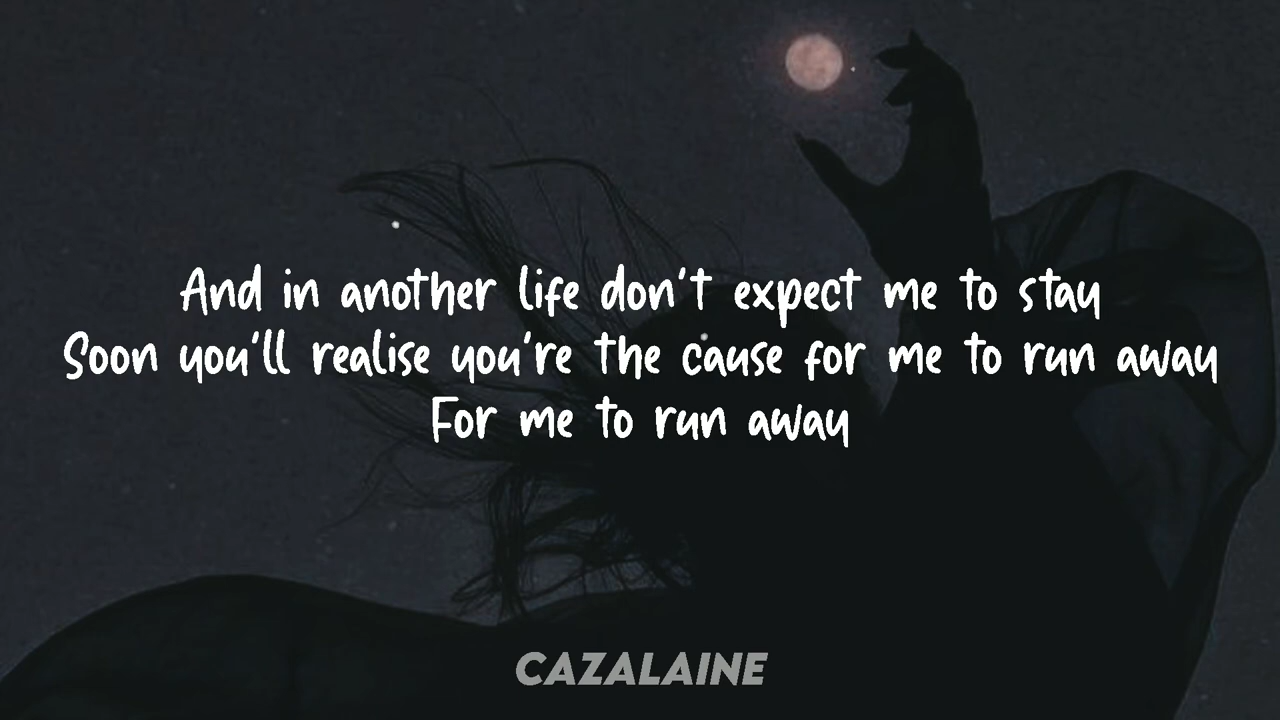 And in another life don't expect me to stay
Soon you'll realise you're the cause for me to run away
For me to run away
CAZALAINE